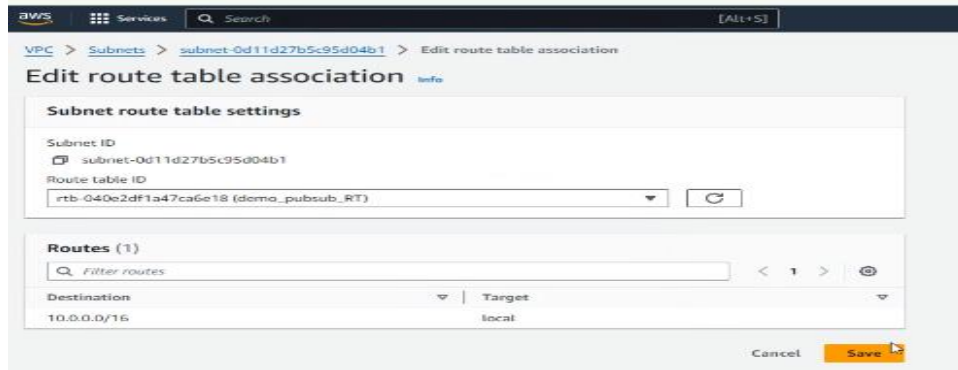 aws Services Search [Alt+S]
VPC > Subnets > subnet-0d11d27b5c95d04b1 > Edit route table association
Edit route table association Info
Subnet route table settings
Subnet ID
subnet-0d11d27b5c95d04b1
Route table ID
rtb-040e2df1a47ca6e18 (demo_pubsub_RT)
Routes (1)
Filter routes < 1 >
Destination Target
10.0.0.0/16 local
Cancel Save